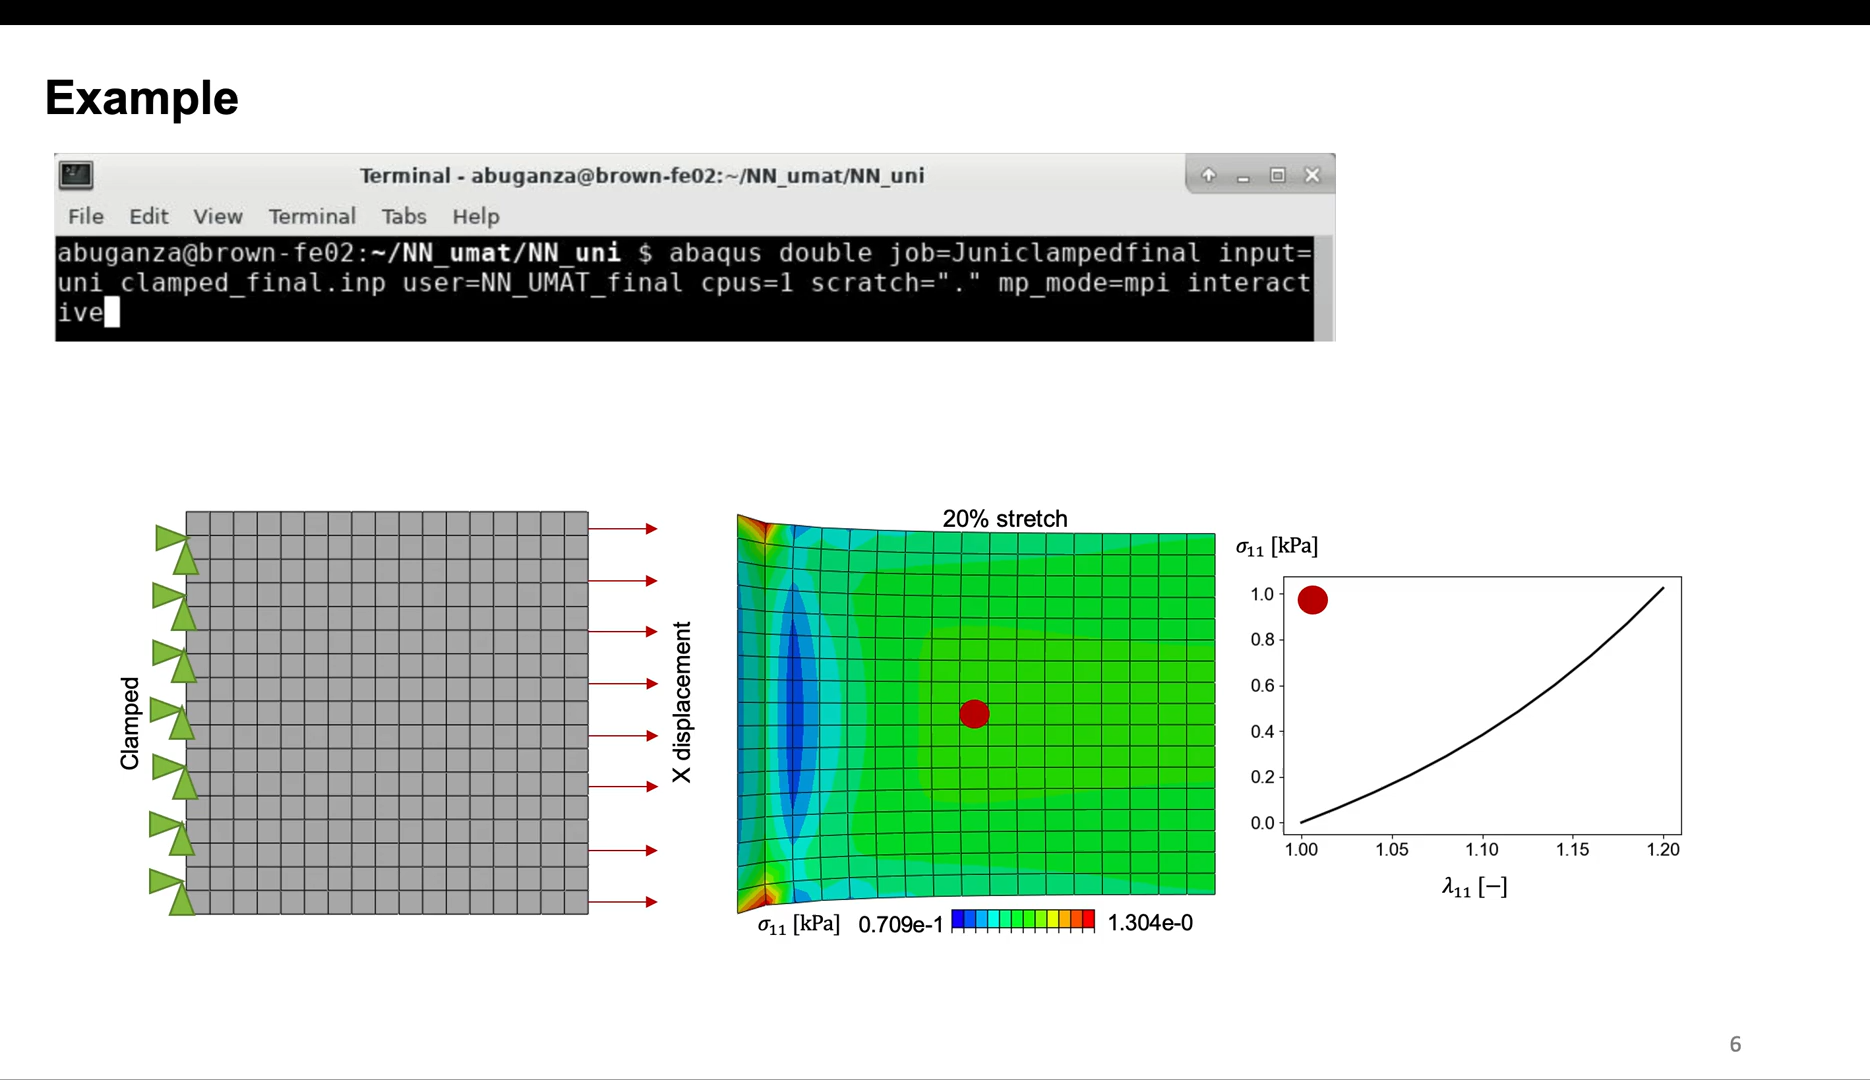 Example
Terminal - abuganza@brown-fe02:~/NN_umat/NN_uni
File Edit View Terminal Tabs Help
abuganza@brown-fe02:~/NN_umat/NN_uni $ abaqus double job=Juniclampedfinal input=
uni_clamped_final.inp user=NN_UMAT_final cpus=1 scratch="." mp_mode=mpi interact
ive
Clamped
X displacement
20% stretch
σ₁₁ [kPa] 0.709e-1 1.304e-0
σ₁₁ [kPa]
1.0
0.8
0.6
0.4
0.2
0.0
1.00 1.05 1.10 1.15 1.20
λ₁₁ [−]
6